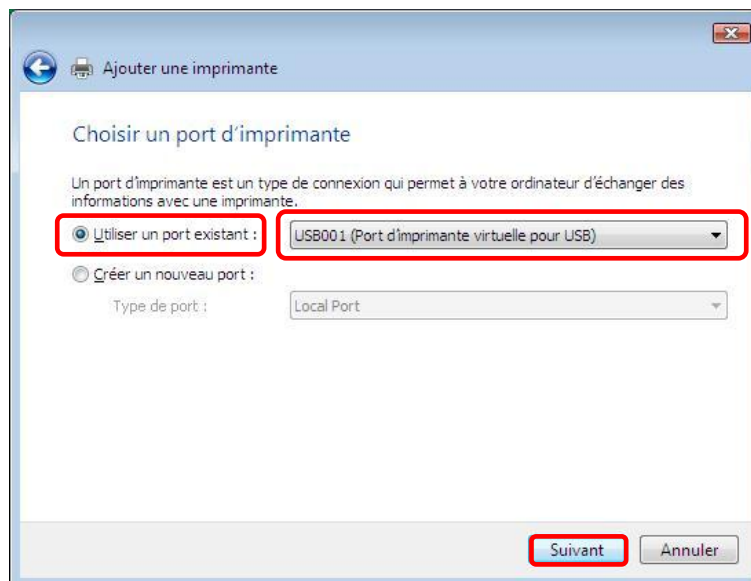 Ajouter une imprimante
Choisir un port d'imprimante
Un port d'imprimante est un type de connexion qui permet à votre ordinateur d'échanger des
informations avec une imprimante.
Utiliser un port existant : USB001 (Port d'imprimante virtuelle pour USB)
Créer un nouveau port :
Type de port : Local Port
Suivant Annuler